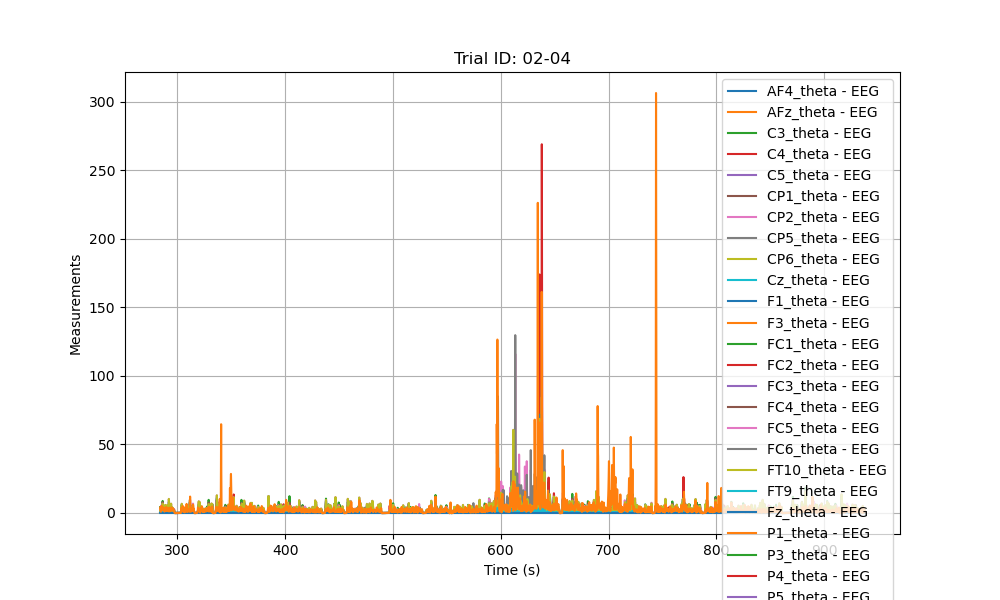 Trial ID: 02-04
300
250
200
150
100
50
0
Measurements
300
400
500
600
700
800
900
Time (s)
AF4_theta - EEG
AFz_theta - EEG
C3_theta - EEG
C4_theta - EEG
C5_theta - EEG
CP1_theta - EEG
CP2_theta - EEG
CP5_theta - EEG
CP6_theta - EEG
Cz_theta - EEG
F1_theta - EEG
F3_theta - EEG
FC1_theta - EEG
FC2_theta - EEG
FC3_theta - EEG
FC4_theta - EEG
FC5_theta - EEG
FC6_theta - EEG
FT10_theta - EEG
FT9_theta - EEG
Fz_theta - EEG
P1_theta - EEG
P3_theta - EEG
P4_theta - EEG
P5_theta - EEG